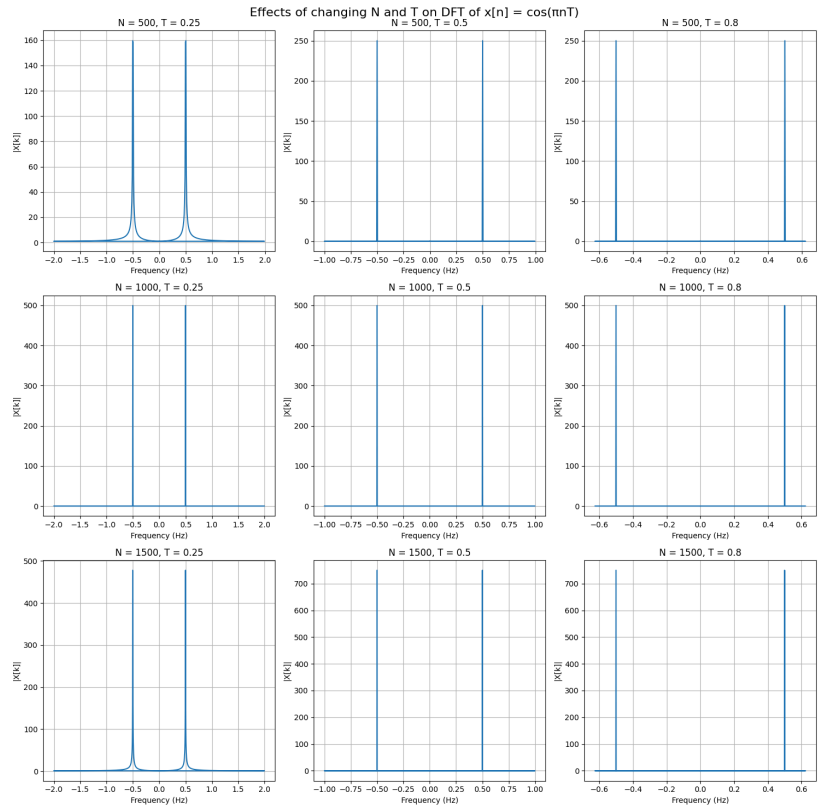 Effects of changing N and T on DFT of x[n] = cos(πnT)
N = 500, T = 0.25
|X[k]|
160
140
120
100
80
60
40
20
0
−2.0 −1.5 −1.0 −0.5 0.0 0.5 1.0 1.5 2.0
Frequency (Hz)
N = 500, T = 0.5
|X[k]|
250
200
150
100
50
0
−1.00 −0.75 −0.50 −0.25 0.00 0.25 0.50 0.75 1.00
Frequency (Hz)
N = 500, T = 0.8
|X[k]|
250
200
150
100
50
0
−0.6 −0.4 −0.2 0.0 0.2 0.4 0.6
Frequency (Hz)
N = 1000, T = 0.25
|X[k]|
500
400
300
200
100
0
−2.0 −1.5 −1.0 −0.5 0.0 0.5 1.0 1.5 2.0
Frequency (Hz)
N = 1000, T = 0.5
|X[k]|
500
400
300
200
100
0
−1.00 −0.75 −0.50 −0.25 0.00 0.25 0.50 0.75 1.00
Frequency (Hz)
N = 1000, T = 0.8
|X[k]|
500
400
300
200
100
0
−0.6 −0.4 −0.2 0.0 0.2 0.4 0.6
Frequency (Hz)
N = 1500, T = 0.25
|X[k]|
500
400
300
200
100
0
−2.0 −1.5 −1.0 −0.5 0.0 0.5 1.0 1.5 2.0
Frequency (Hz)
N = 1500, T = 0.5
|X[k]|
700
600
500
400
300
200
100
0
−1.00 −0.75 −0.50 −0.25 0.00 0.25 0.50 0.75 1.00
Frequency (Hz)
N = 1500, T = 0.8
|X[k]|
700
600
500
400
300
200
100
0
−0.6 −0.4 −0.2 0.0 0.2 0.4 0.6
Frequency (Hz)